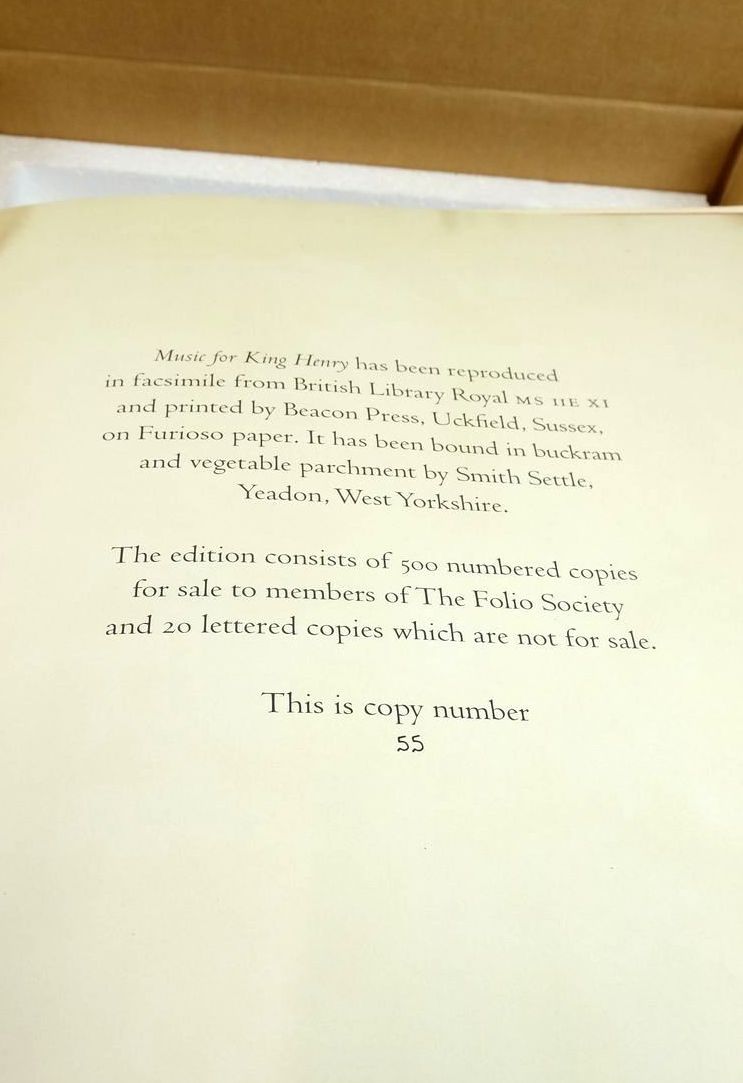 Music for King Henry has been reproduced
in facsimile from British Library Royal MS 11E XI
and printed by Beacon Press, Uckfield, Sussex,
on Furioso paper. It has been bound in buckram
and vegetable parchment by Smith Settle,
Yeadon, West Yorkshire.
The edition consists of 500 numbered copies
for sale to members of The Folio Society
and 20 lettered copies which are not for sale.
This is copy number
55